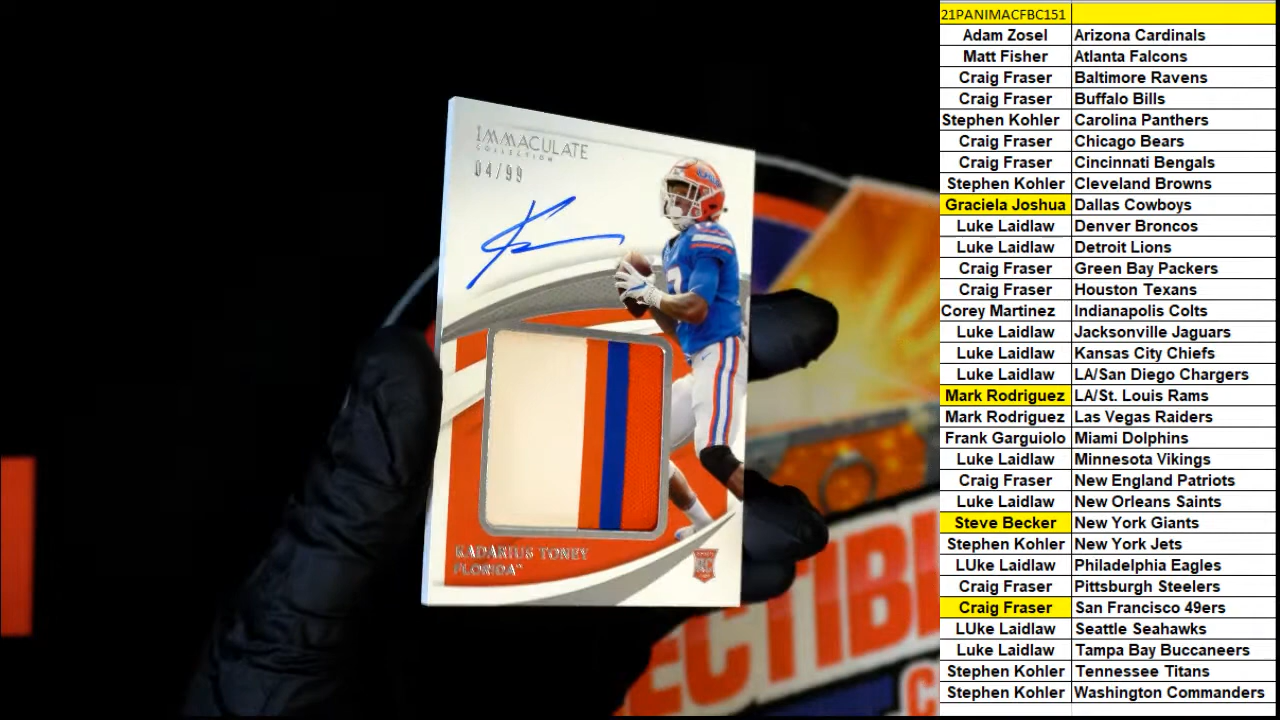 IMMACULATE
COLLECTION
04/99
KADARIUS TONEY
FLORIDA™
RC
ECTIBL
C
21PANIMACFBC151
Adam Zosel Arizona Cardinals
Matt Fisher Atlanta Falcons
Craig Fraser Baltimore Ravens
Craig Fraser Buffalo Bills
Stephen Kohler Carolina Panthers
Craig Fraser Chicago Bears
Craig Fraser Cincinnati Bengals
Stephen Kohler Cleveland Browns
Graciela Joshua Dallas Cowboys
Luke Laidlaw Denver Broncos
Luke Laidlaw Detroit Lions
Craig Fraser Green Bay Packers
Craig Fraser Houston Texans
Corey Martinez Indianapolis Colts
Luke Laidlaw Jacksonville Jaguars
Luke Laidlaw Kansas City Chiefs
Luke Laidlaw LA/San Diego Chargers
Mark Rodriguez LA/St. Louis Rams
Mark Rodriguez Las Vegas Raiders
Frank Garguiolo Miami Dolphins
Luke Laidlaw Minnesota Vikings
Craig Fraser New England Patriots
Luke Laidlaw New Orleans Saints
Steve Becker New York Giants
Stephen Kohler New York Jets
LUke Laidlaw Philadelphia Eagles
Craig Fraser Pittsburgh Steelers
Craig Fraser San Francisco 49ers
LUke Laidlaw Seattle Seahawks
Luke Laidlaw Tampa Bay Buccaneers
Stephen Kohler Tennessee Titans
Stephen Kohler Washington Commanders